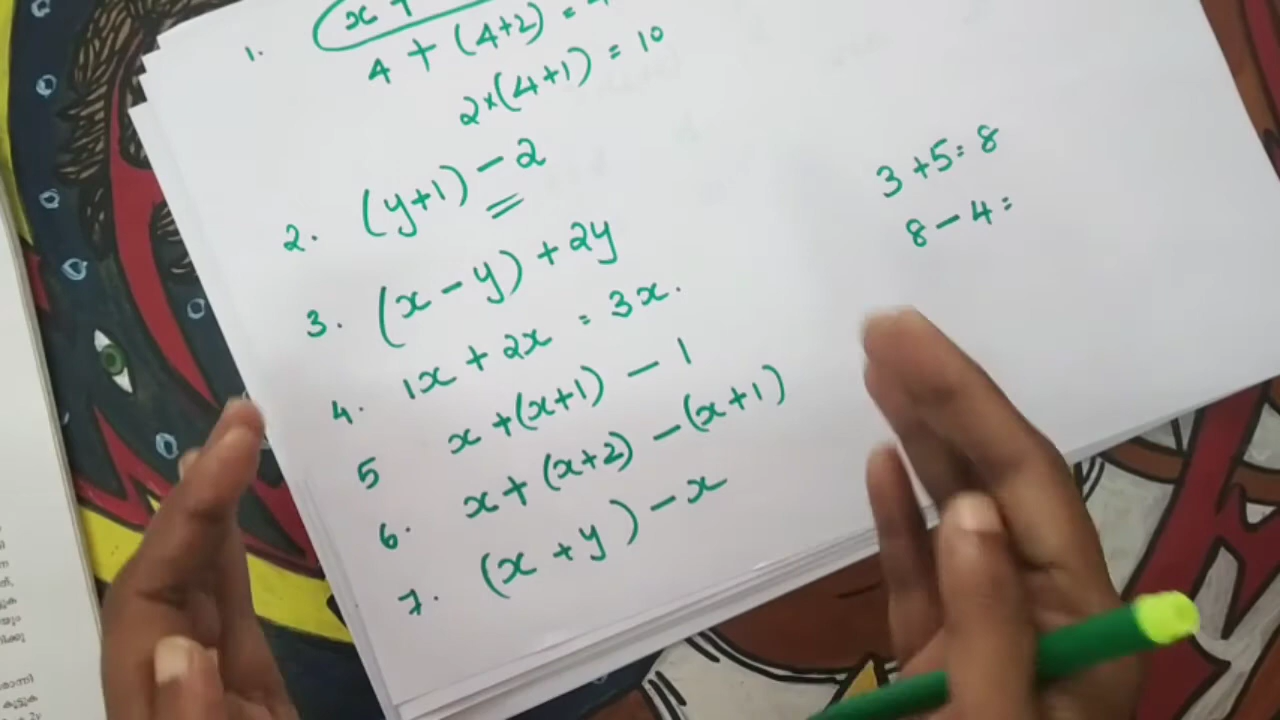 1. x +
4 + (4+2) =
2×(4+1) = 10
2. (y+1) - 2
3. (x - y) + 2y
4. 1x + 2x = 3x.
5 x +(x+1) - 1
6. x + (x+2) - (x+1)
7. (x + y) - x
3 +5 = 8
8 - 4 =